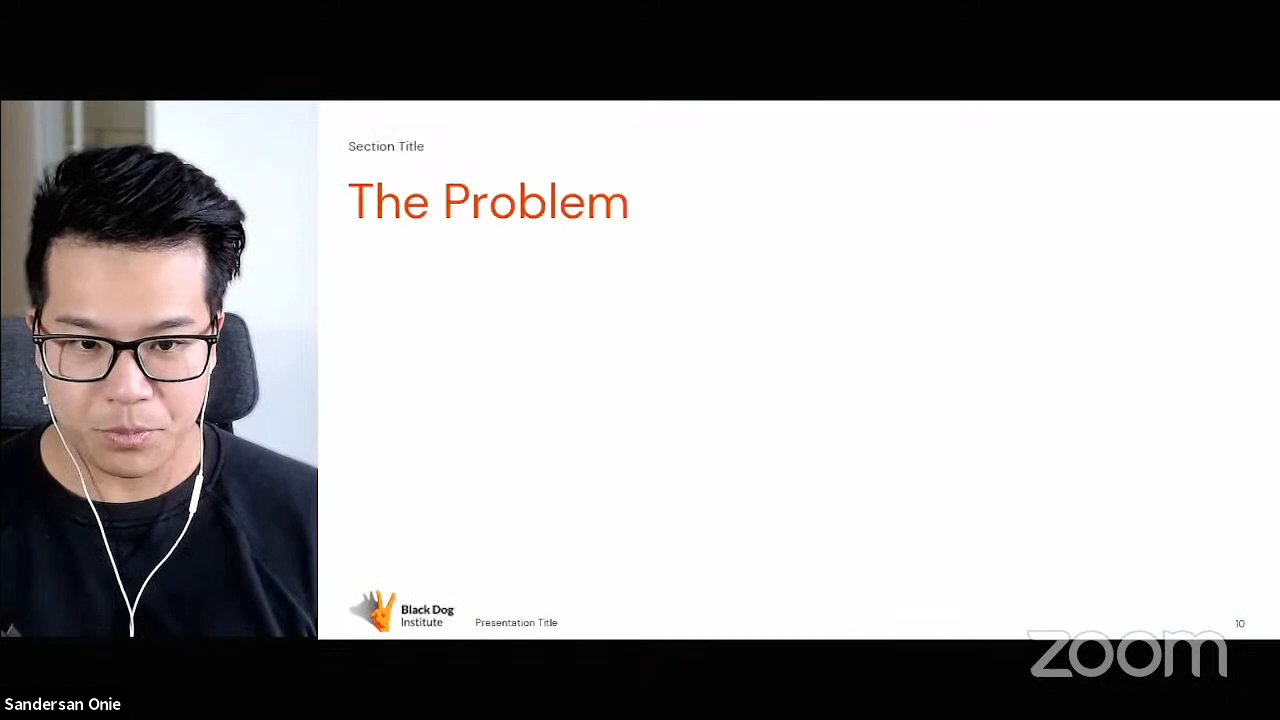 Section Title
The Problem
Black Dog
Institute
Presentation Title
10
zoom
Sandersan Onie